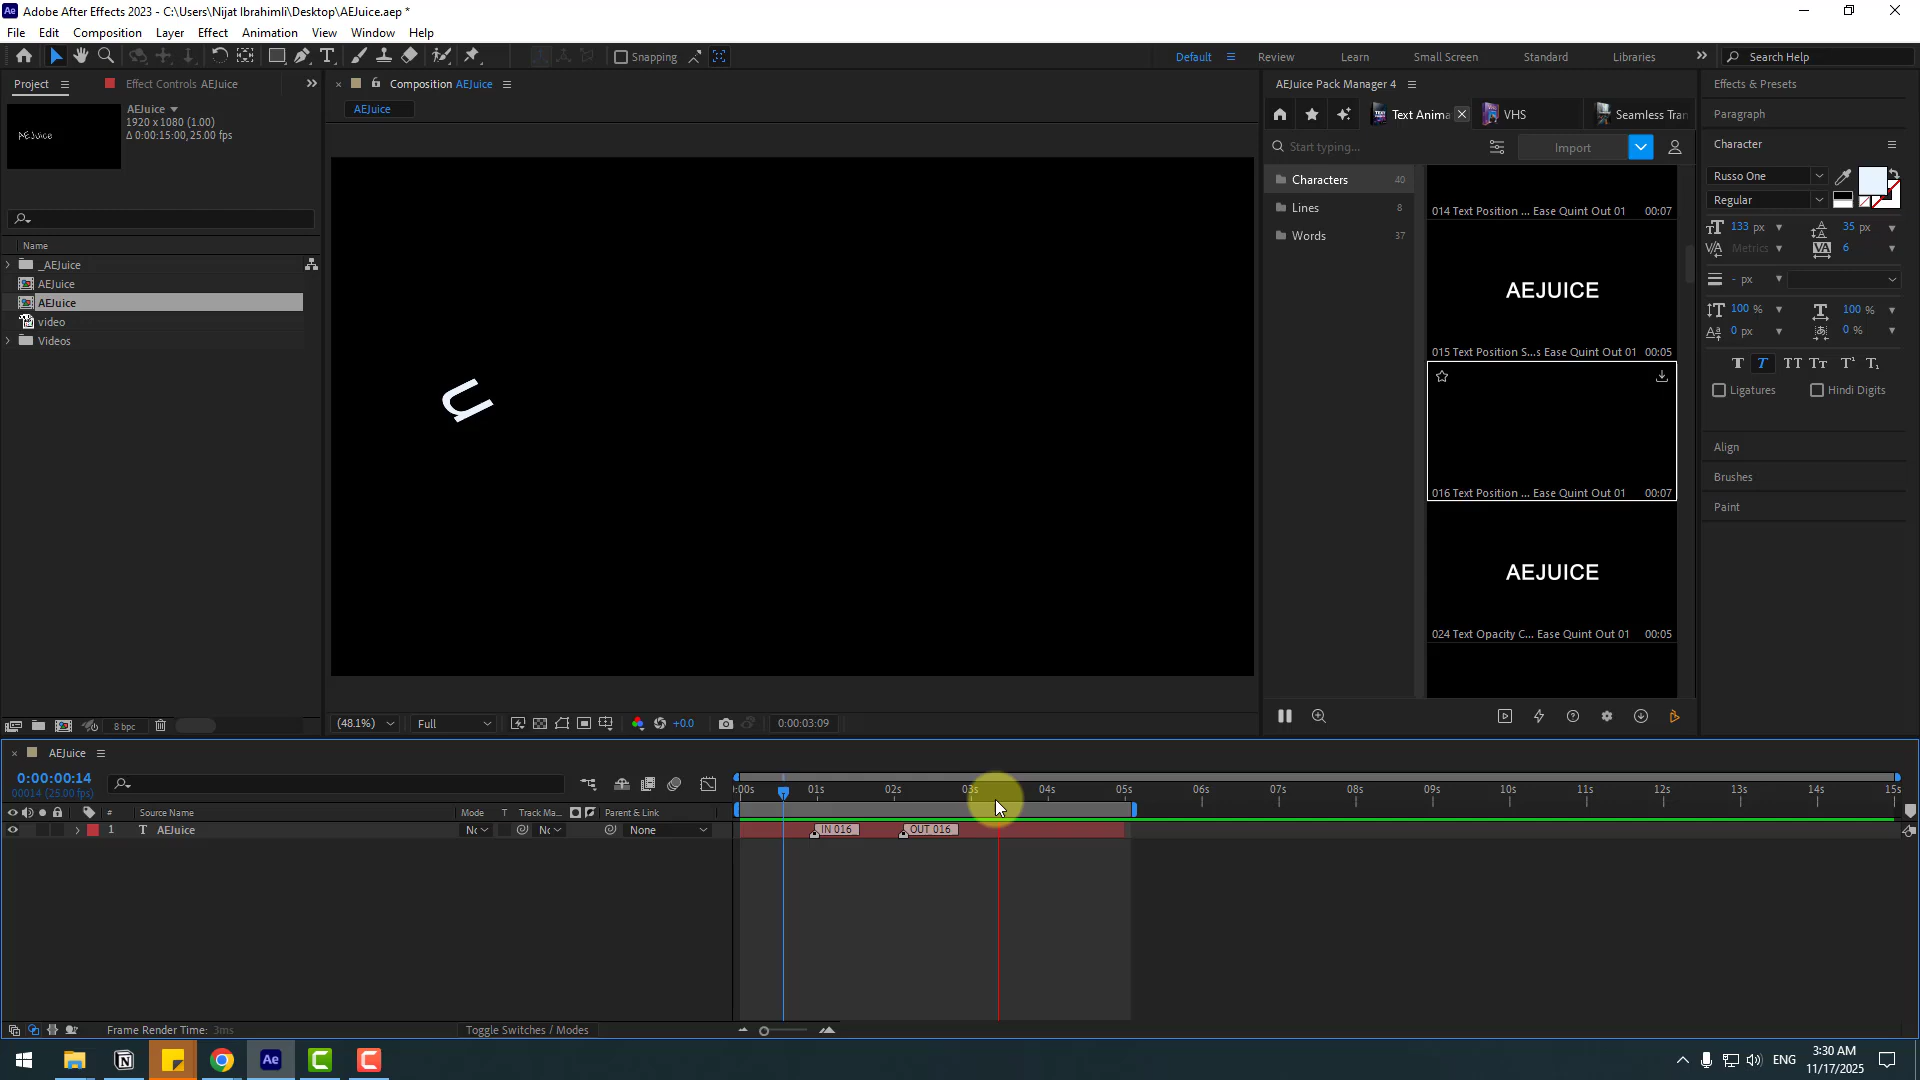 Adobe After Effects 2023 - C:\Users\Nijat Ibrahimli\Desktop\AEJuice.aep *
File Edit Composition Layer Effect Animation View Window Help
Snapping
Default Review Learn Small Screen Standard Libraries
Search Help
Project Effect Controls AEJuice
AEJuice
1920 x 1080 (1.00)
Δ 0:00:15:00, 25.00 fps
Name
_AEJuice
AEJuice
AEJuice
video
Videos
8 bpc
Composition AEJuice
AEJuice
(48.1%) Full +0.0 0:00:03:09
AEJuice Pack Manager 4
Text Anima VHS Seamless Tran
Start typing... Import
Characters 40
Lines 8
Words 37
014 Text Position ... Ease Quint Out 01 00:07
AEJUICE
015 Text Position S...s Ease Quint Out 01 00:05
016 Text Position ... Ease Quint Out 01 00:07
AEJUICE
024 Text Opacity C... Ease Quint Out 01 00:05
Effects & Presets
Paragraph
Character
Russo One
Regular
133 px 35 px
Metrics 6
- px
100 % 100 %
0 px 0 %
Ligatures Hindi Digits
Align
Brushes
Paint
AEJuice
0:00:00:14
00014 (25.00 fps)
# Source Name Mode T Track Ma... Parent & Link
1 T AEJuice None
:00s 01s 02s 03s 04s 05s 06s 07s 08s 09s 10s 11s 12s 13s 14s 15s
IN 016 OUT 016
Frame Render Time: 3ms Toggle Switches / Modes
ENG
3:30 AM
11/17/2025